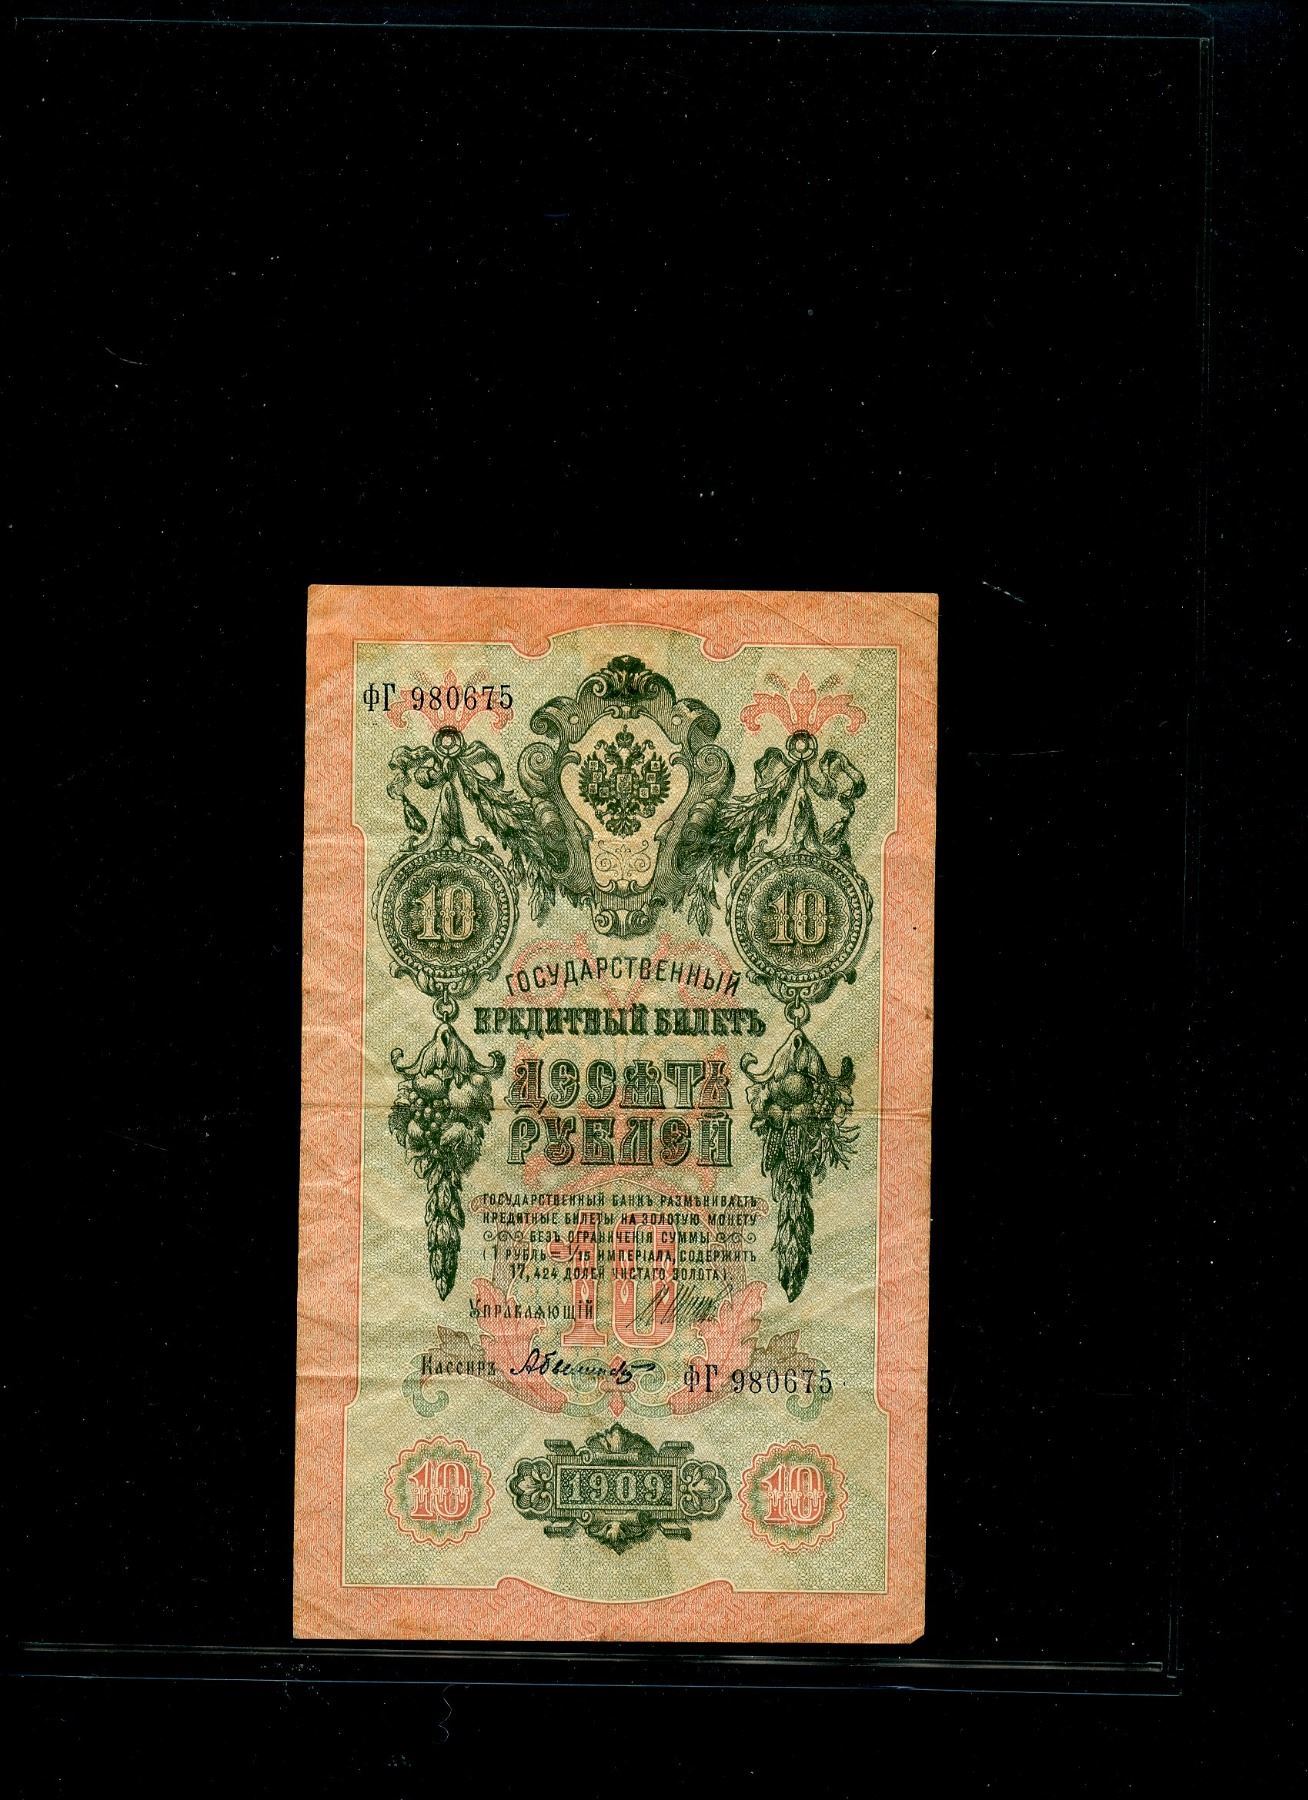 ФГ 980675
10 10
ГОСУДАРСТВЕННЫЙ
КРЕДИТНЫЙ БИЛЕТЪ
ДЕСЯТЬ
РУБЛЕЙ
ГОСУДАРСТВЕННЫЙ БАНКЪ РАЗМѢНИВАЕТЪ
КРЕДИТНЫЕ БИЛЕТЫ НА ЗОЛОТУЮ МОНЕТУ
БЕЗЪ ОГРАНИЧЕНІЯ СУММЫ
(1 РУБЛЬ = 1/15 ИМПЕРІАЛА, СОДЕРЖИТЪ
17,424 ДОЛЕЙ ЧИСТАГО ЗОЛОТА).
10
Управляющій
Кассиръ
ФГ 980675
10 1909 10